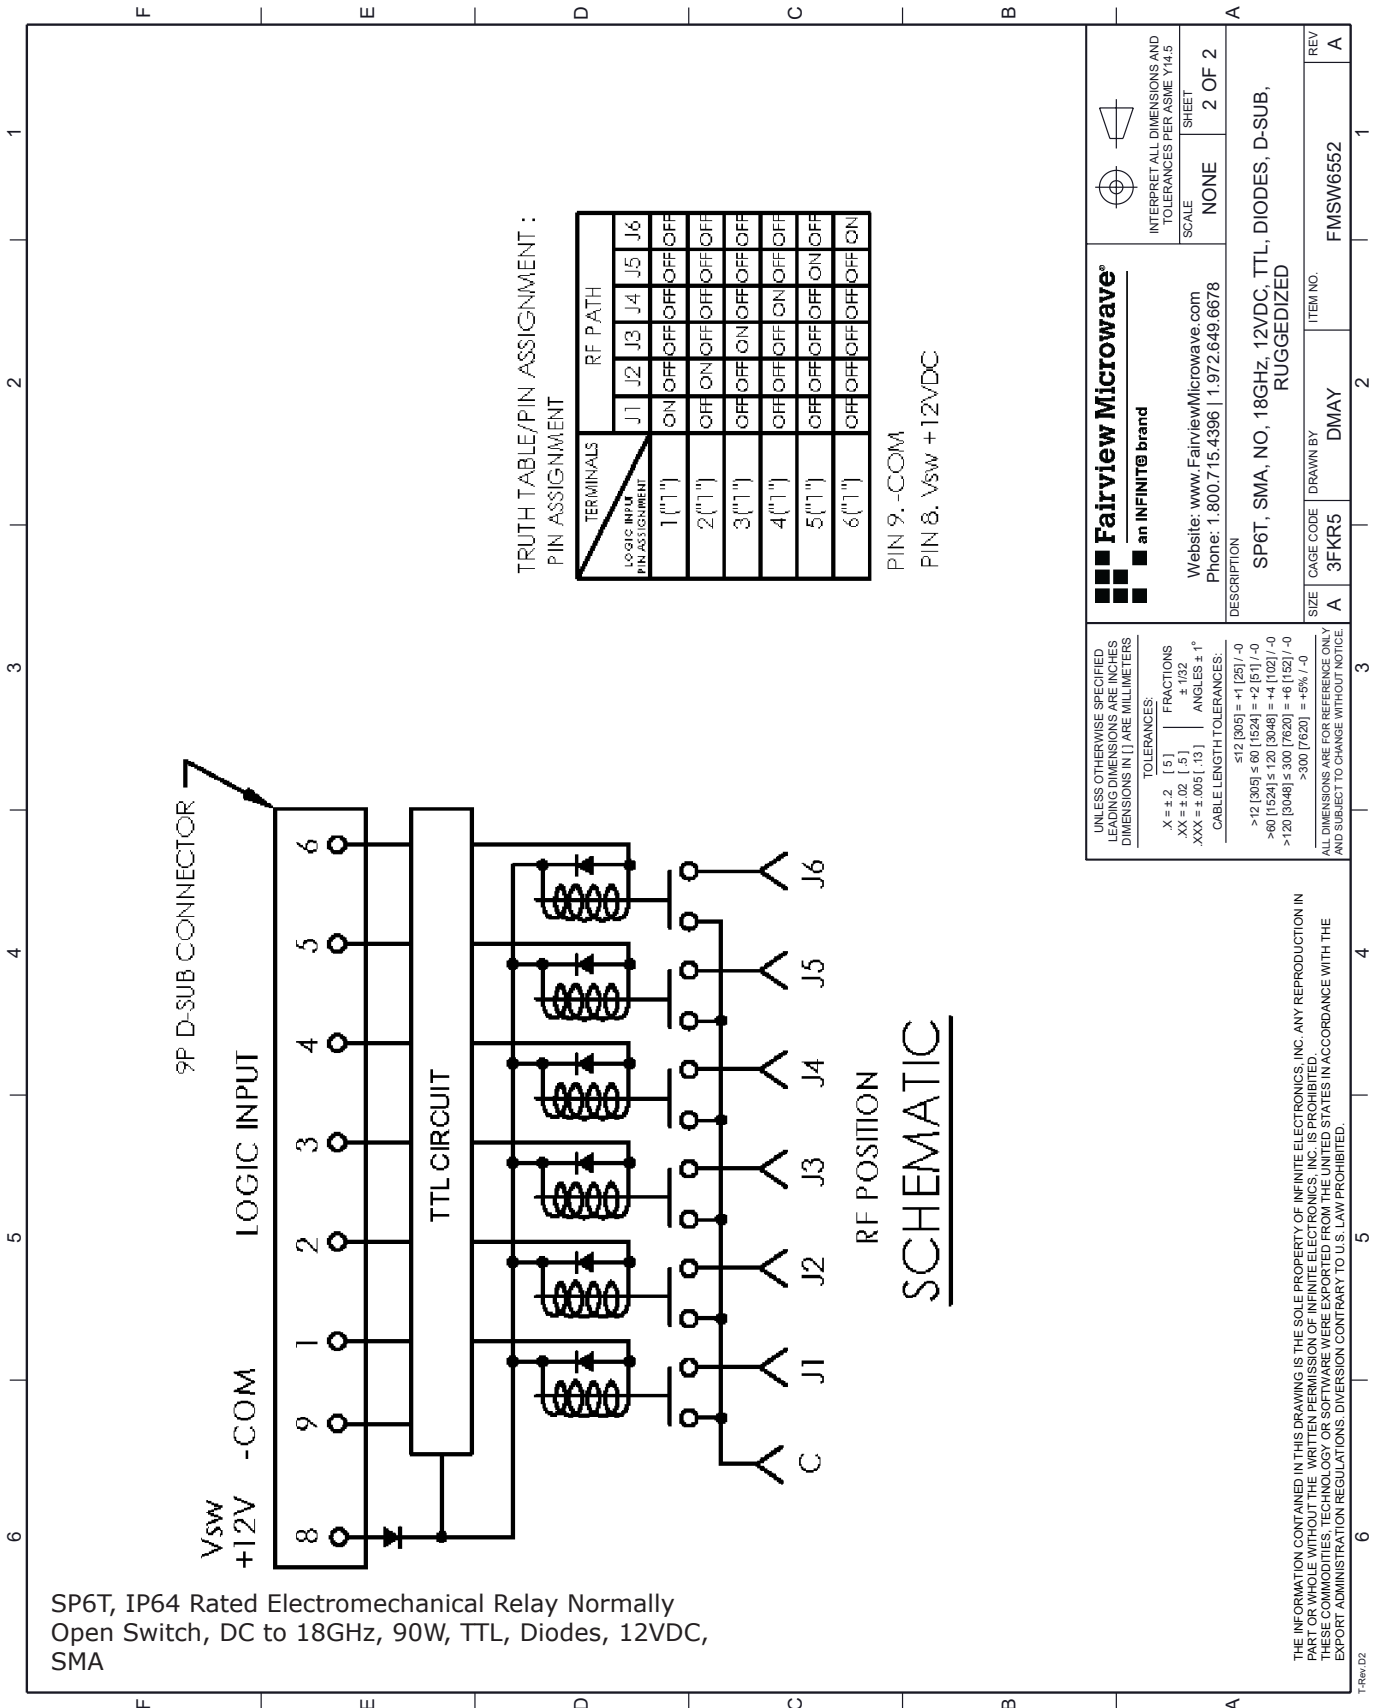 F
E
D
C
B
A
6
5
4
3
2
1
9P D-SUB CONNECTOR
Vsw
+12V
-COM
LOGIC INPUT
8
9
1
2
3
4
5
6
TTL CIRCUIT
C
J1
J2
J3
J4
J5
J6
RF POSITION
SCHEMATIC
TRUTH TABLE/PIN ASSIGNMENT :
PIN ASSIGNMENT
TERMINALS
RF PATH
LOGIC INPUT
PIN ASSIGNMENT
J1 J2 J3 J4 J5 J6
1("1") ON OFF OFF OFF OFF OFF
2("1") OFF ON OFF OFF OFF OFF
3("1") OFF OFF ON OFF OFF OFF
4("1") OFF OFF OFF ON OFF OFF
5("1") OFF OFF OFF OFF ON OFF
6("1") OFF OFF OFF OFF OFF ON
PIN 9. -COM
PIN 8. Vsw +12VDC
SP6T, IP64 Rated Electromechanical Relay Normally
Open Switch, DC to 18GHz, 90W, TTL, Diodes, 12VDC,
SMA
THE INFORMATION CONTAINED IN THIS DRAWING IS THE SOLE PROPERTY OF INFINITE ELECTRONICS, INC. ANY REPRODUCTION IN
PART OR WHOLE WITHOUT THE WRITTEN PERMISSION OF INFINITE ELECTRONICS, INC. IS PROHIBITED.
THESE COMMODITIES, TECHNOLOGY OR SOFTWARE WERE EXPORTED FROM THE UNITED STATES IN ACCORDANCE WITH THE
EXPORT ADMINISTRATION REGULATIONS. DIVERSION CONTRARY TO U.S. LAW PROHIBITED.
UNLESS OTHERWISE SPECIFIED
LEADING DIMENSIONS ARE INCHES
DIMENSIONS IN [ ] ARE MILLIMETERS
TOLERANCES:
.X = ±.2 [ 5 ]
.XX = ±.02 [ .5 ]
.XXX = ±.005 [ .13 ]
FRACTIONS
± 1/32
ANGLES ± 1°
CABLE LENGTH TOLERANCES:
≤12 [305] = +1 [25] / -0
>12 [305] ≤ 60 [1524] = +2 [51] / -0
>60 [1524] ≤ 120 [3048] = +4 [102] / -0
>120 [3048] ≤ 300 [7620] = +6 [152] / -0
>300 [7620] = +5% / -0
ALL DIMENSIONS ARE FOR REFERENCE ONLY
AND SUBJECT TO CHANGE WITHOUT NOTICE.
Fairview Microwave®
an INFINIT® brand
Website: www.FairviewMicrowave.com
Phone: 1.800.715.4396 | 1.972.649.6678
INTERPRET ALL DIMENSIONS AND
TOLERANCES PER ASME Y14.5
SCALE
NONE
SHEET
2 OF 2
DESCRIPTION
SP6T, SMA, NO, 18GHz, 12VDC, TTL, DIODES, D-SUB,
RUGGEDIZED
SIZE
A
CAGE CODE
3FKR5
DRAWN BY
DMAY
ITEM NO.
FMSW6552
REV
A
6
5
4
3
2
1
F
E
D
C
B
A
T-Rev.D2